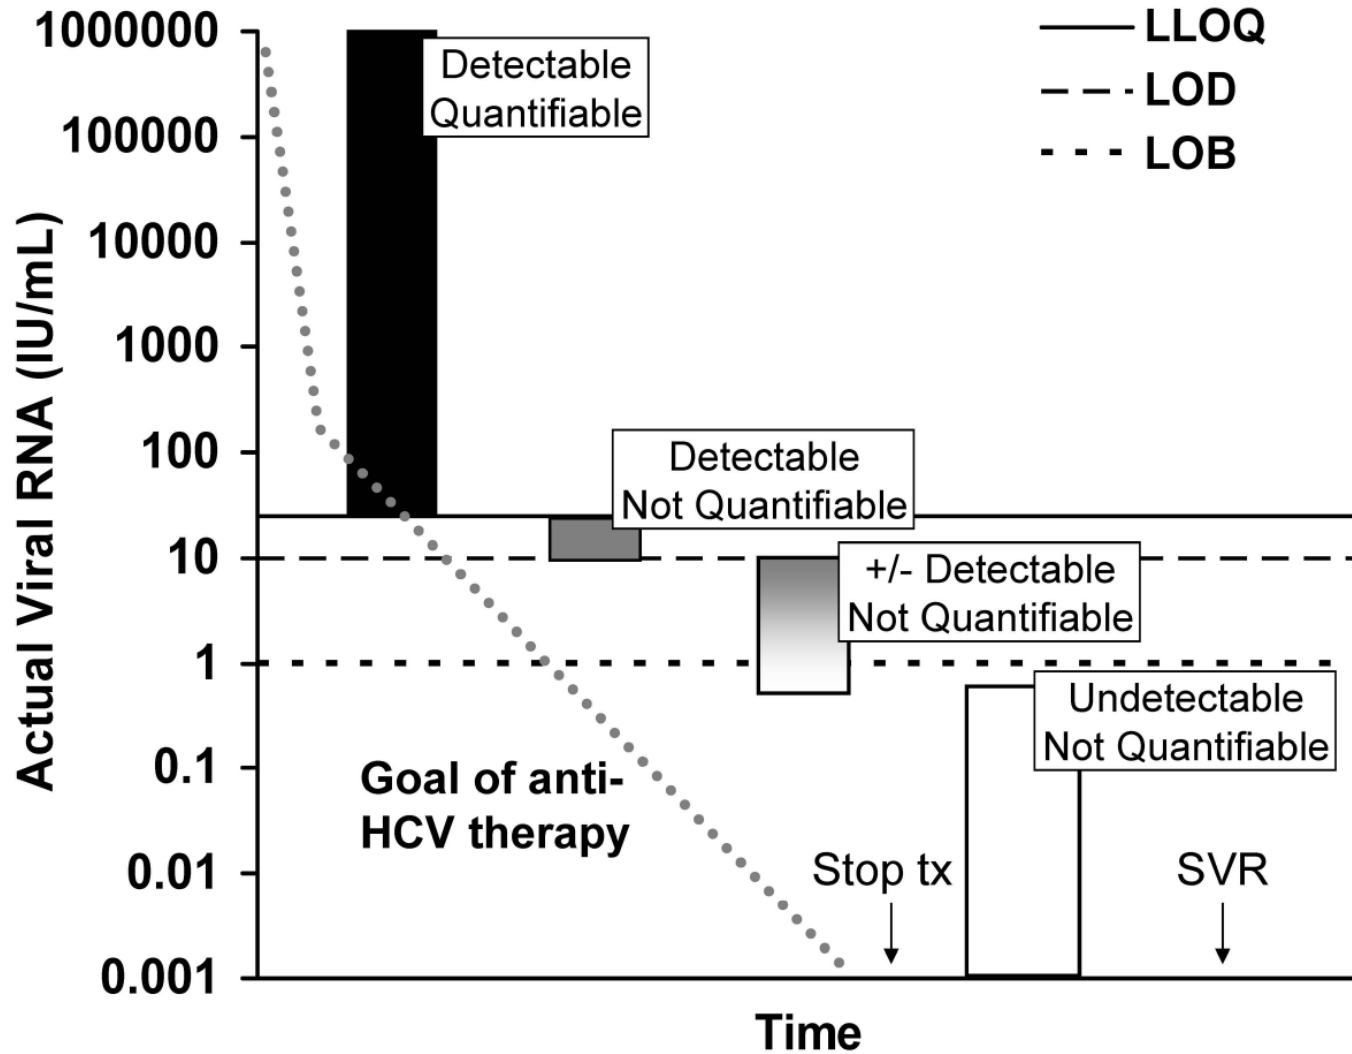 1000000
100000
10000
1000
100
10
1
0.1
0.01
0.001
Actual Viral RNA (IU/mL)
LLOQ
LOD
LOB
Detectable
Quantifiable
Detectable
Not Quantifiable
+/- Detectable
Not Quantifiable
Undetectable
Not Quantifiable
Goal of anti-
HCV therapy
Stop tx
SVR
Time